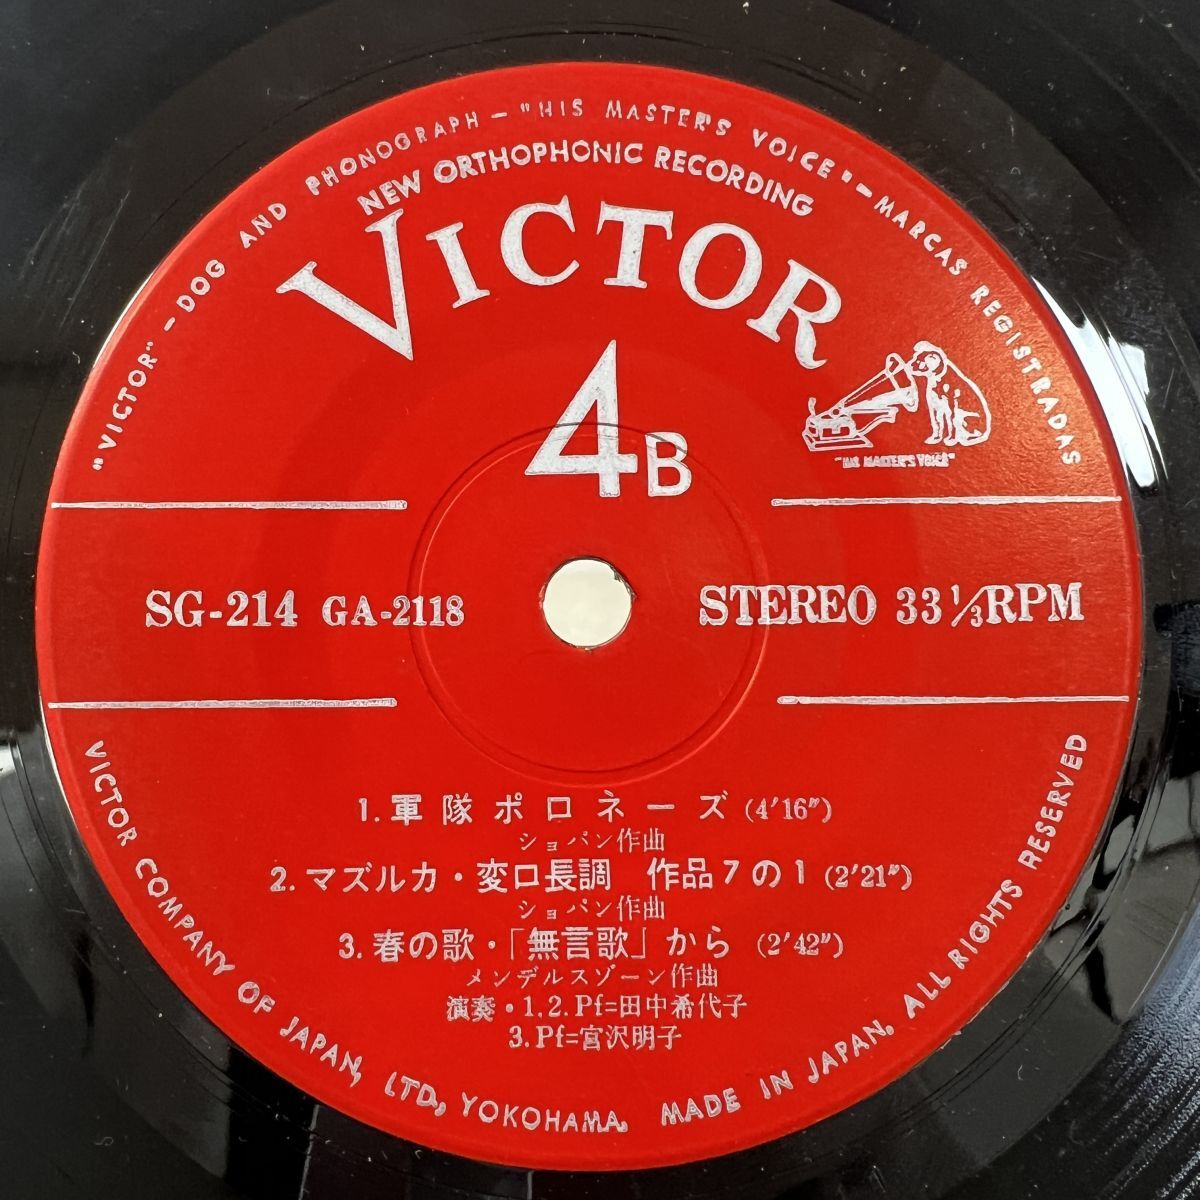 "VICTOR" – DOG AND PHONOGRAPH – "HIS MASTER'S VOICE" – MARCAS REGISTRADAS
NEW ORTHOPHONIC RECORDING
VICTOR
4B
"HIS MASTER'S VOICE"
SG-214 GA-2118
STEREO 33 1/3 RPM
1. 軍隊ポロネーズ (4′16″)
ショパン作曲
2. マズルカ・変ロ長調 作品7の1 (2′21″)
ショパン作曲
3. 春の歌・「無言歌」から (2′42″)
メンデルスゾーン作曲
演奏・1, 2. Pf=田中希代子
3. Pf=宮沢明子
VICTOR COMPANY OF JAPAN, LTD., YOKOHAMA. MADE IN JAPAN. ALL RIGHTS RESERVED